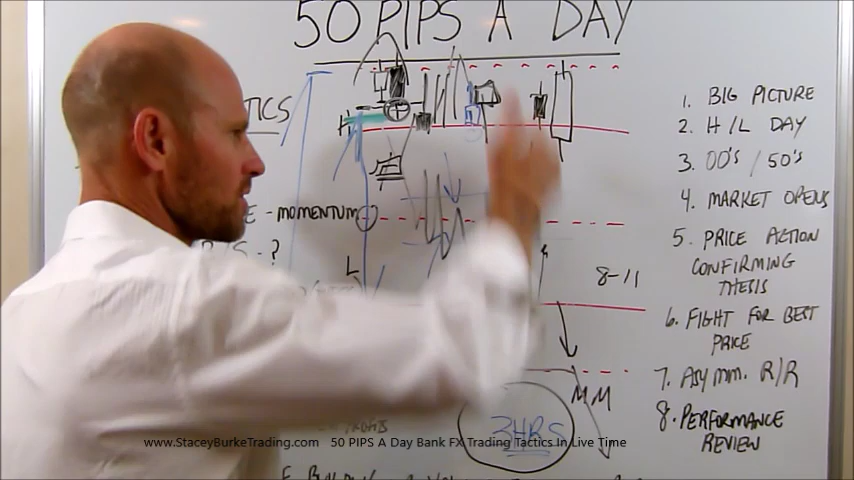 50 PIPS A DAY
TICS
- MOMENTUM
- ?
L
8-11
MM
3HRS
1. BIG PICTURE
2. H/L DAY
3. 00's / 50's
4. MARKET OPENS
5. PRICE ACTION
CONFIRMING
THESIS
6. FIGHT FOR BEST
PRICE
7. ASYMM. R/R
8. PERFORMANCE
REVIEW
www.StaceyBurkeTrading.com 50 PIPS A Day Bank FX Trading Tactics In Live Time